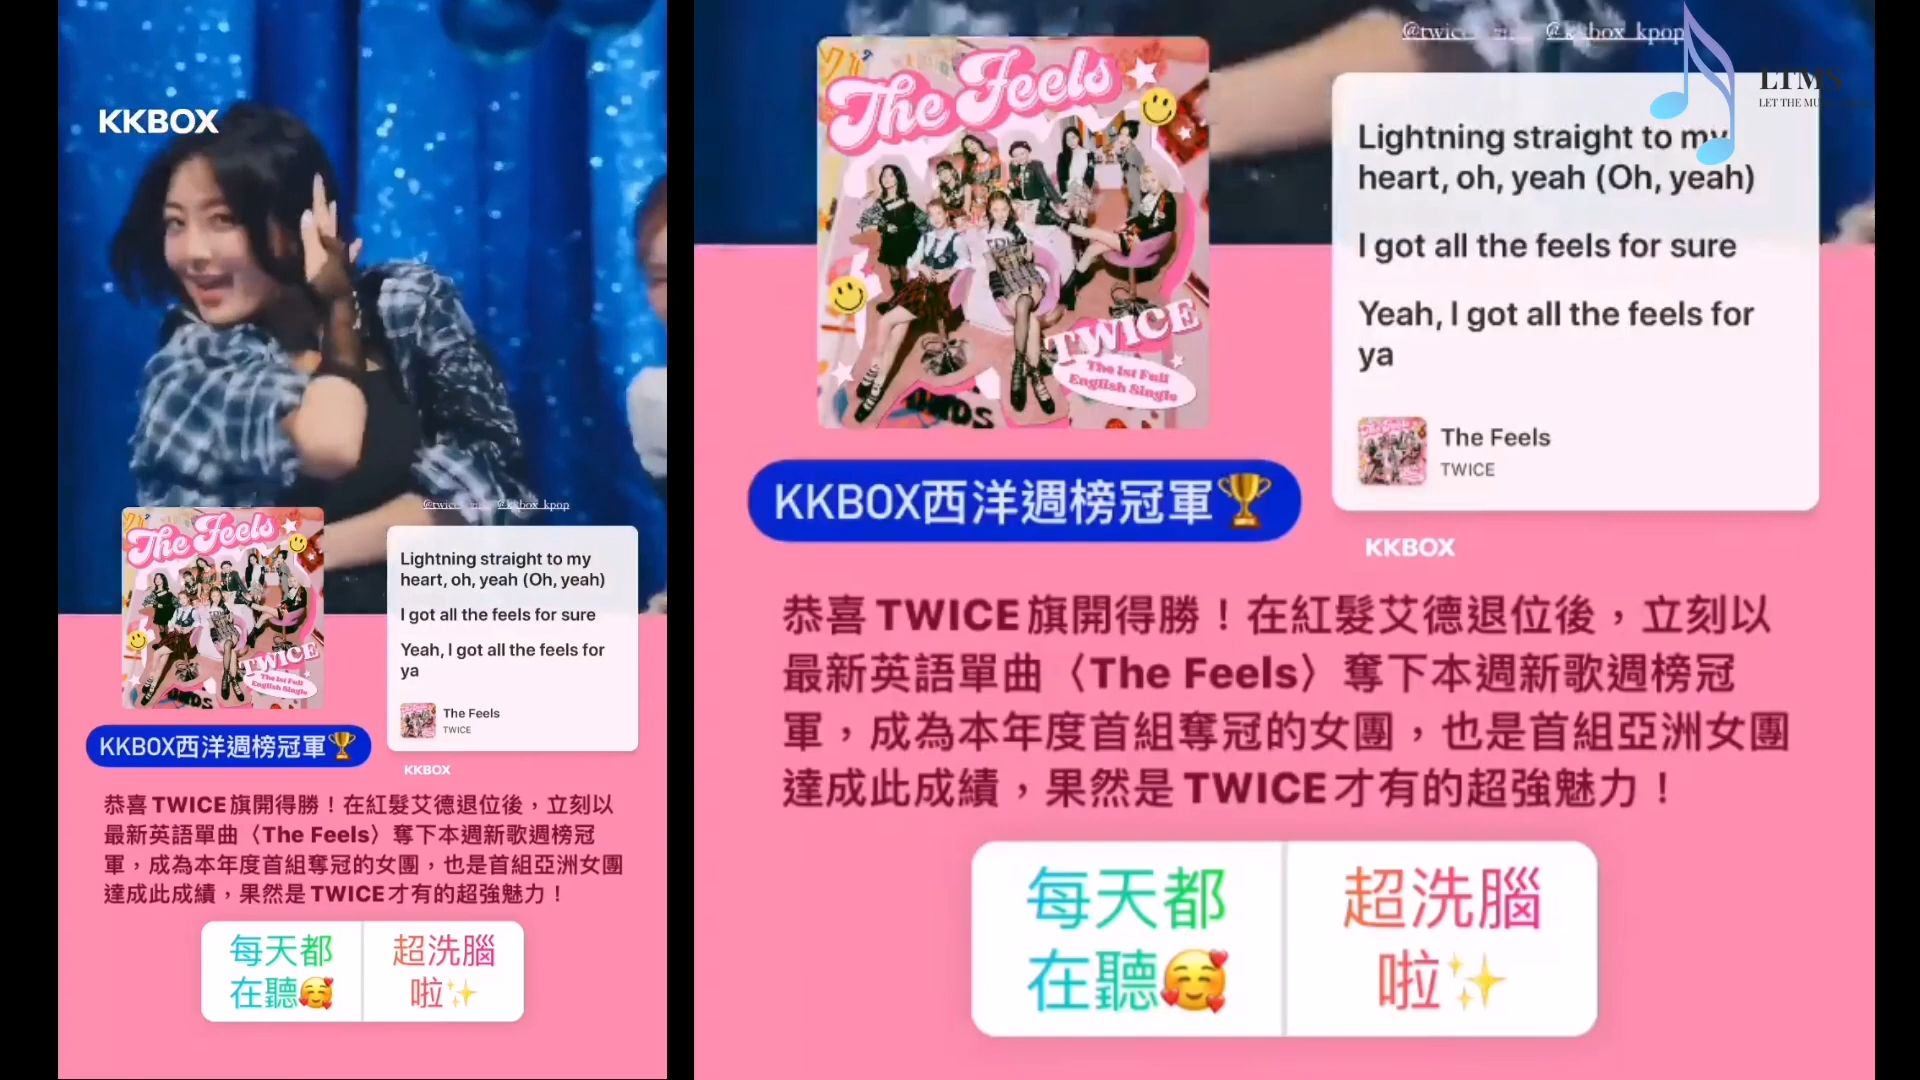 KKBOX
@kkbox_kpop
The Feels
TWICE
The 1st Full
English Single
Lightning straight to my
heart, oh, yeah (Oh, yeah)
I got all the feels for sure
Yeah, I got all the feels for
ya
The Feels
TWICE
KKBOX西洋週榜冠軍🏆
KKBOX
恭喜 TWICE 旗開得勝！在紅髮艾德退位後，立刻以
最新英語單曲〈The Feels〉奪下本週新歌週榜冠
軍，成為本年度首組奪冠的女團，也是首組亞洲女團
達成此成績，果然是 TWICE 才有的超強魅力！
每天都
在聽🥰
超洗腦
啦✨
@kkbox_kpop
LTMS
LET THE
The Feels
TWICE
The 1st Full
English Single
Lightning straight to my
heart, oh, yeah (Oh, yeah)
I got all the feels for sure
Yeah, I got all the feels for
ya
The Feels
TWICE
KKBOX西洋週榜冠軍🏆
KKBOX
恭喜 TWICE 旗開得勝！在紅髮艾德退位後，立刻以
最新英語單曲〈The Feels〉奪下本週新歌週榜冠
軍，成為本年度首組奪冠的女團，也是首組亞洲女團
達成此成績，果然是 TWICE 才有的超強魅力！
每天都
在聽🥰
超洗腦
啦✨